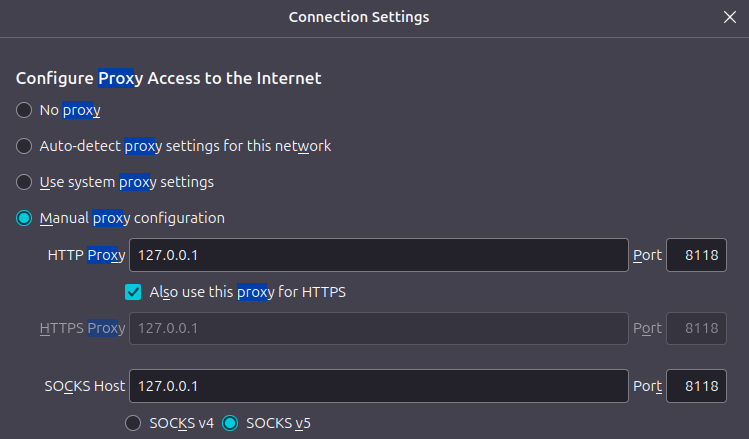 Connection Settings
Configure Proxy Access to the Internet
No proxy
Auto-detect proxy settings for this network
Use system proxy settings
Manual proxy configuration
HTTP Proxy 127.0.0.1 Port 8118
Also use this proxy for HTTPS
HTTPS Proxy 127.0.0.1 Port 8118
SOCKS Host 127.0.0.1 Port 8118
SOCKS v4 SOCKS v5